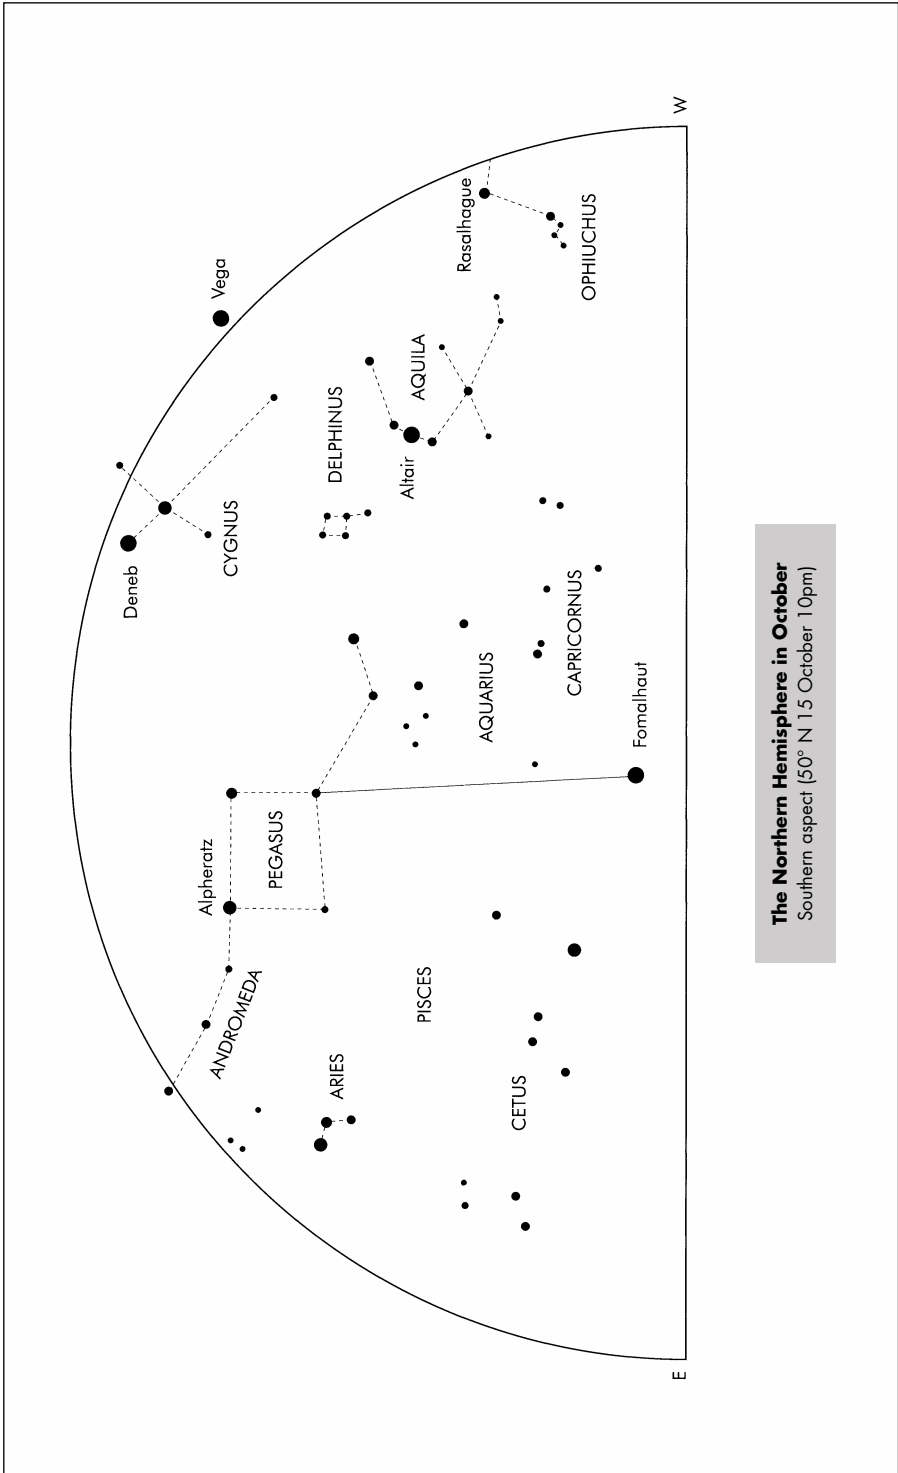 Vega
Deneb
CYGNUS
Alpheratz
ANDROMEDA
PEGASUS
DELPHINUS
ARIES
AQUILA
Altair
Rasalhague
PISCES
AQUARIUS
CETUS
CAPRICORNUS
OPHIUCHUS
Fomalhaut
E
W
The Northern Hemisphere in October
Southern aspect (50° N 15 October 10pm)